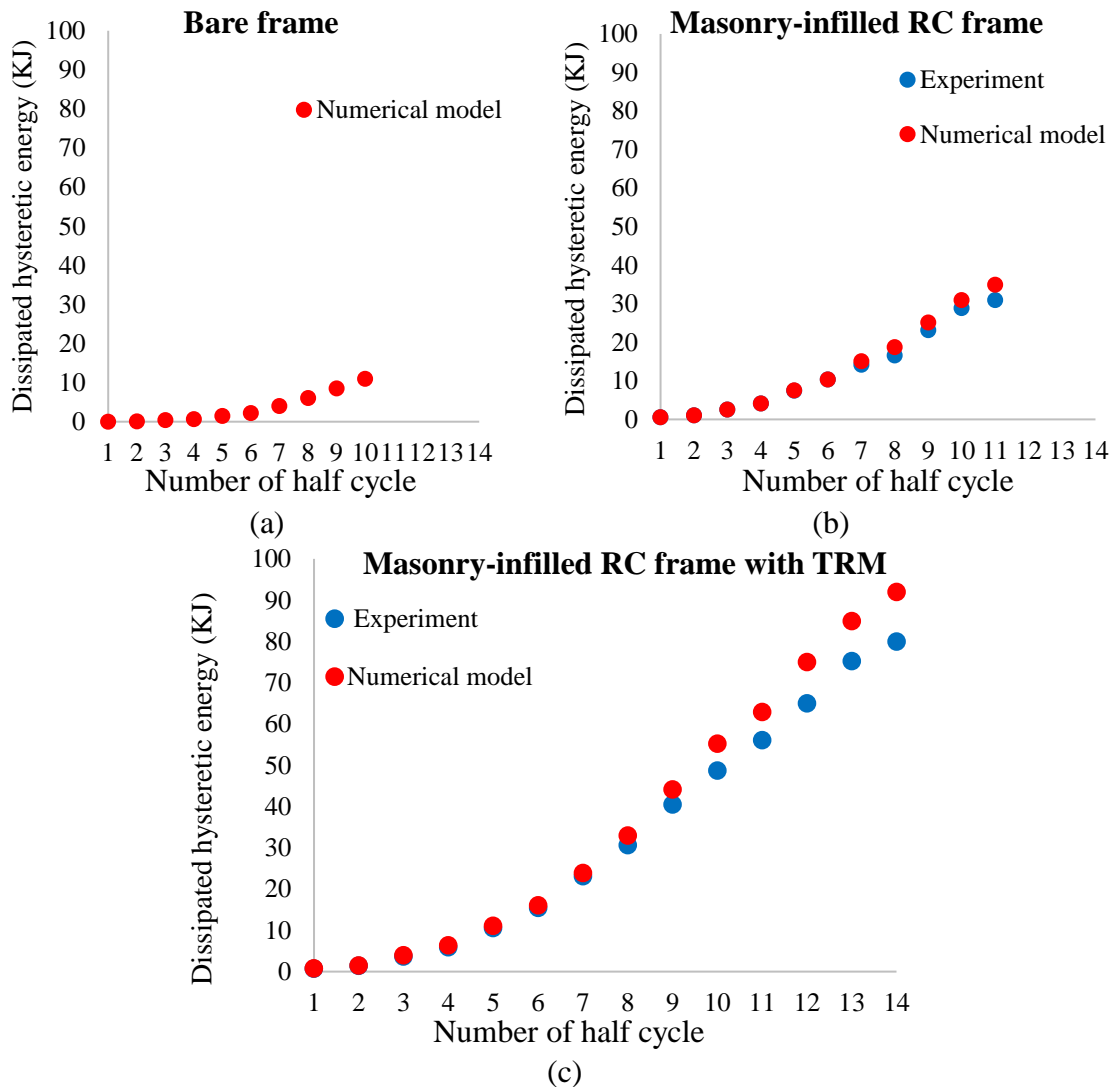 Bare frame
Dissipated hysteretic energy (KJ)
100
90
80
70
60
50
40
30
20
10
0
Numerical model
1 2 3 4 5 6 7 8 9 10 11 12 13 14
Number of half cycle
(a)
Masonry-infilled RC frame
Dissipated hysteretic energy (KJ)
100
90
80
70
60
50
40
30
20
10
0
Experiment
Numerical model
1 2 3 4 5 6 7 8 9 10 11 12 13 14
Number of half cycle
(b)
Masonry-infilled RC frame with TRM
Dissipated hysteretic energy (KJ)
100
90
80
70
60
50
40
30
20
10
0
Experiment
Numerical model
1 2 3 4 5 6 7 8 9 10 11 12 13 14
Number of half cycle
(c)